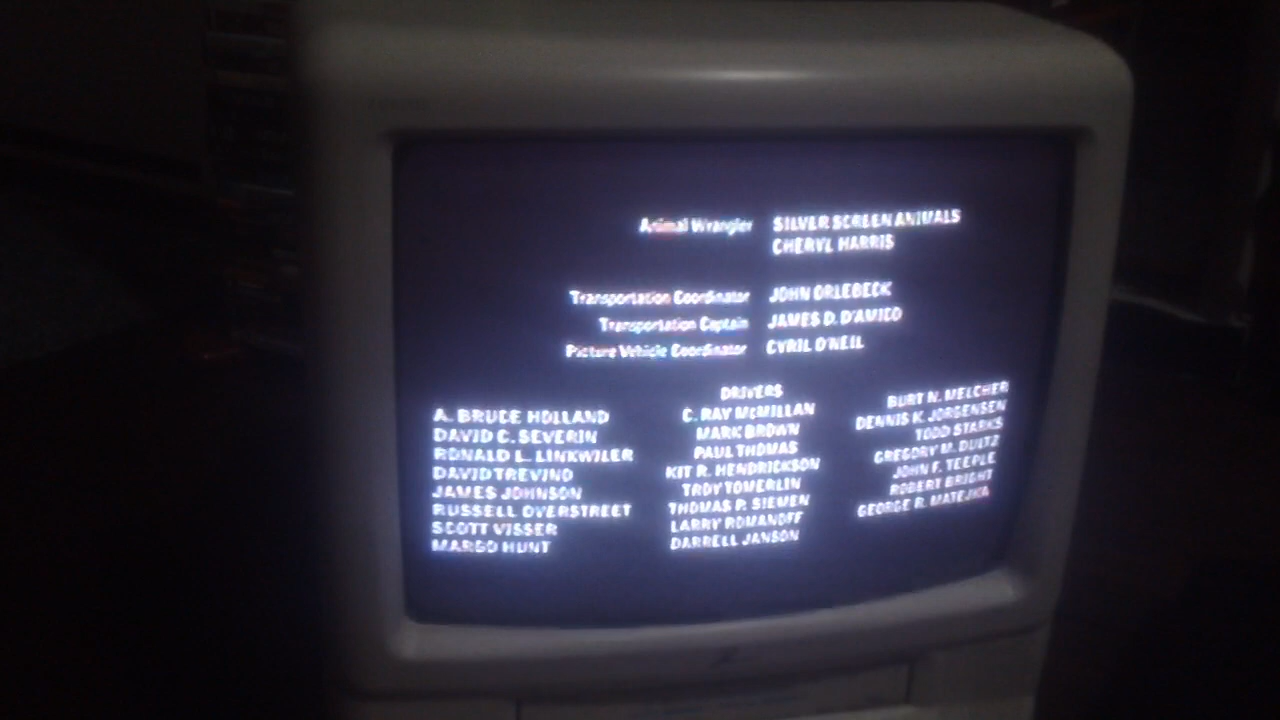 Animal Wrangler SILVER SCREEN ANIMALS
CHERYL HARRIS
Transportation Coordinator JOHN ORLEBECK
Transportation Captain JAMES D. D'AMICO
Picture Vehicle Coordinator CYRIL O'NEIL
DRIVERS
A. BRUCE HOLLAND
DAVID C. SEVERIN
RONALD L. LINKWILER
DAVID TREVINO
JAMES JOHNSON
RUSSELL OVERSTREET
SCOTT VISSER
MARGO HUNT
C. RAY McMILLAN
MARK BROWN
PAUL THOMAS
KIT R. HENDRICKSON
TROY TOMERLIN
THOMAS P. SIEMEN
LARRY ROMANOFF
DARRELL JANSON
BURT N. MELCHER
DENNIS K. JORGENSEN
TODD STARKS
GREGORY M. DULTZ
JOHN F. TEEPLE
ROBERT BRIGHT
GEORGE R. MATEJKA